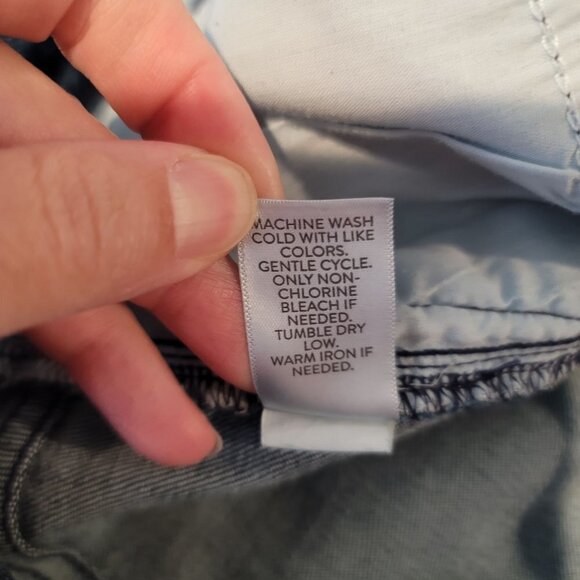 MACHINE WASH
COLD WITH LIKE
COLORS.
GENTLE CYCLE.
ONLY NON-
CHLORINE
BLEACH IF
NEEDED.
TUMBLE DRY
LOW.
WARM IRON IF
NEEDED.